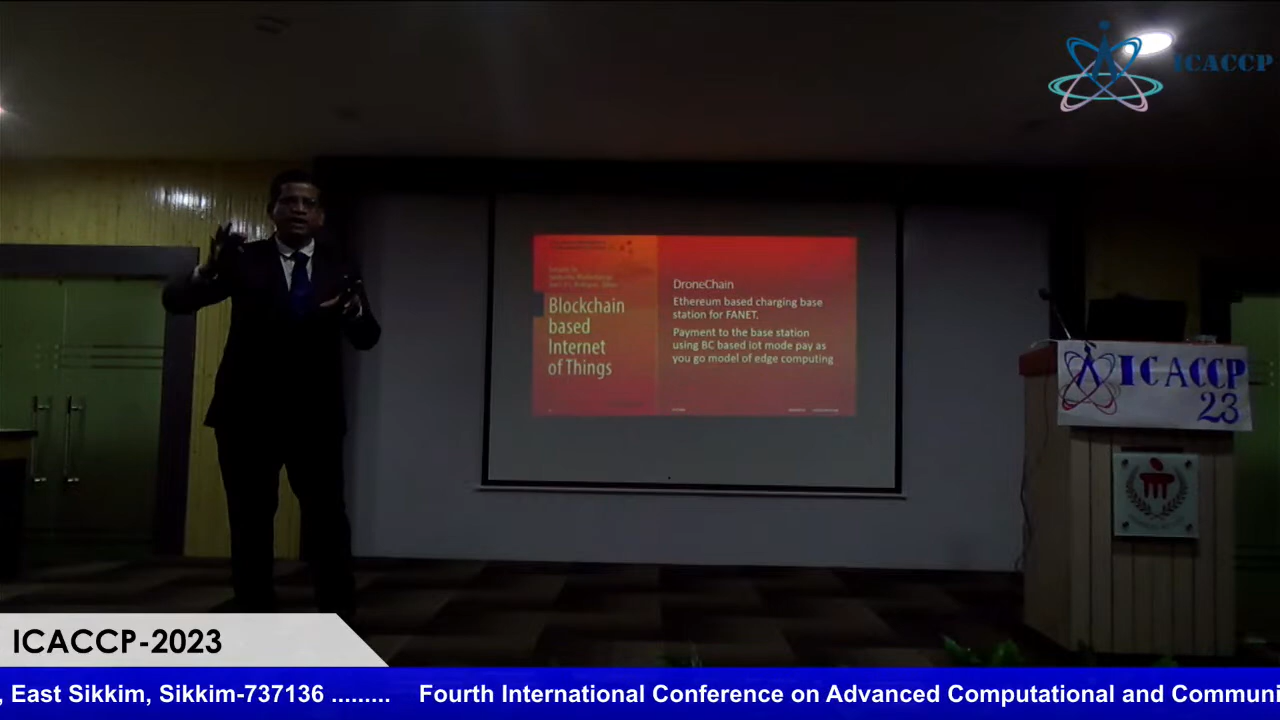 ICACCP
Blockchain
based
Internet
of Things
DroneChain
Ethereum based charging base
station for FANET.
Payment to the base station
using BC based iot mode pay as
you go model of edge computing
ICACCP
23
ICACCP-2023
, East Sikkim, Sikkim-737136 ......... Fourth International Conference on Advanced Computational and Communi